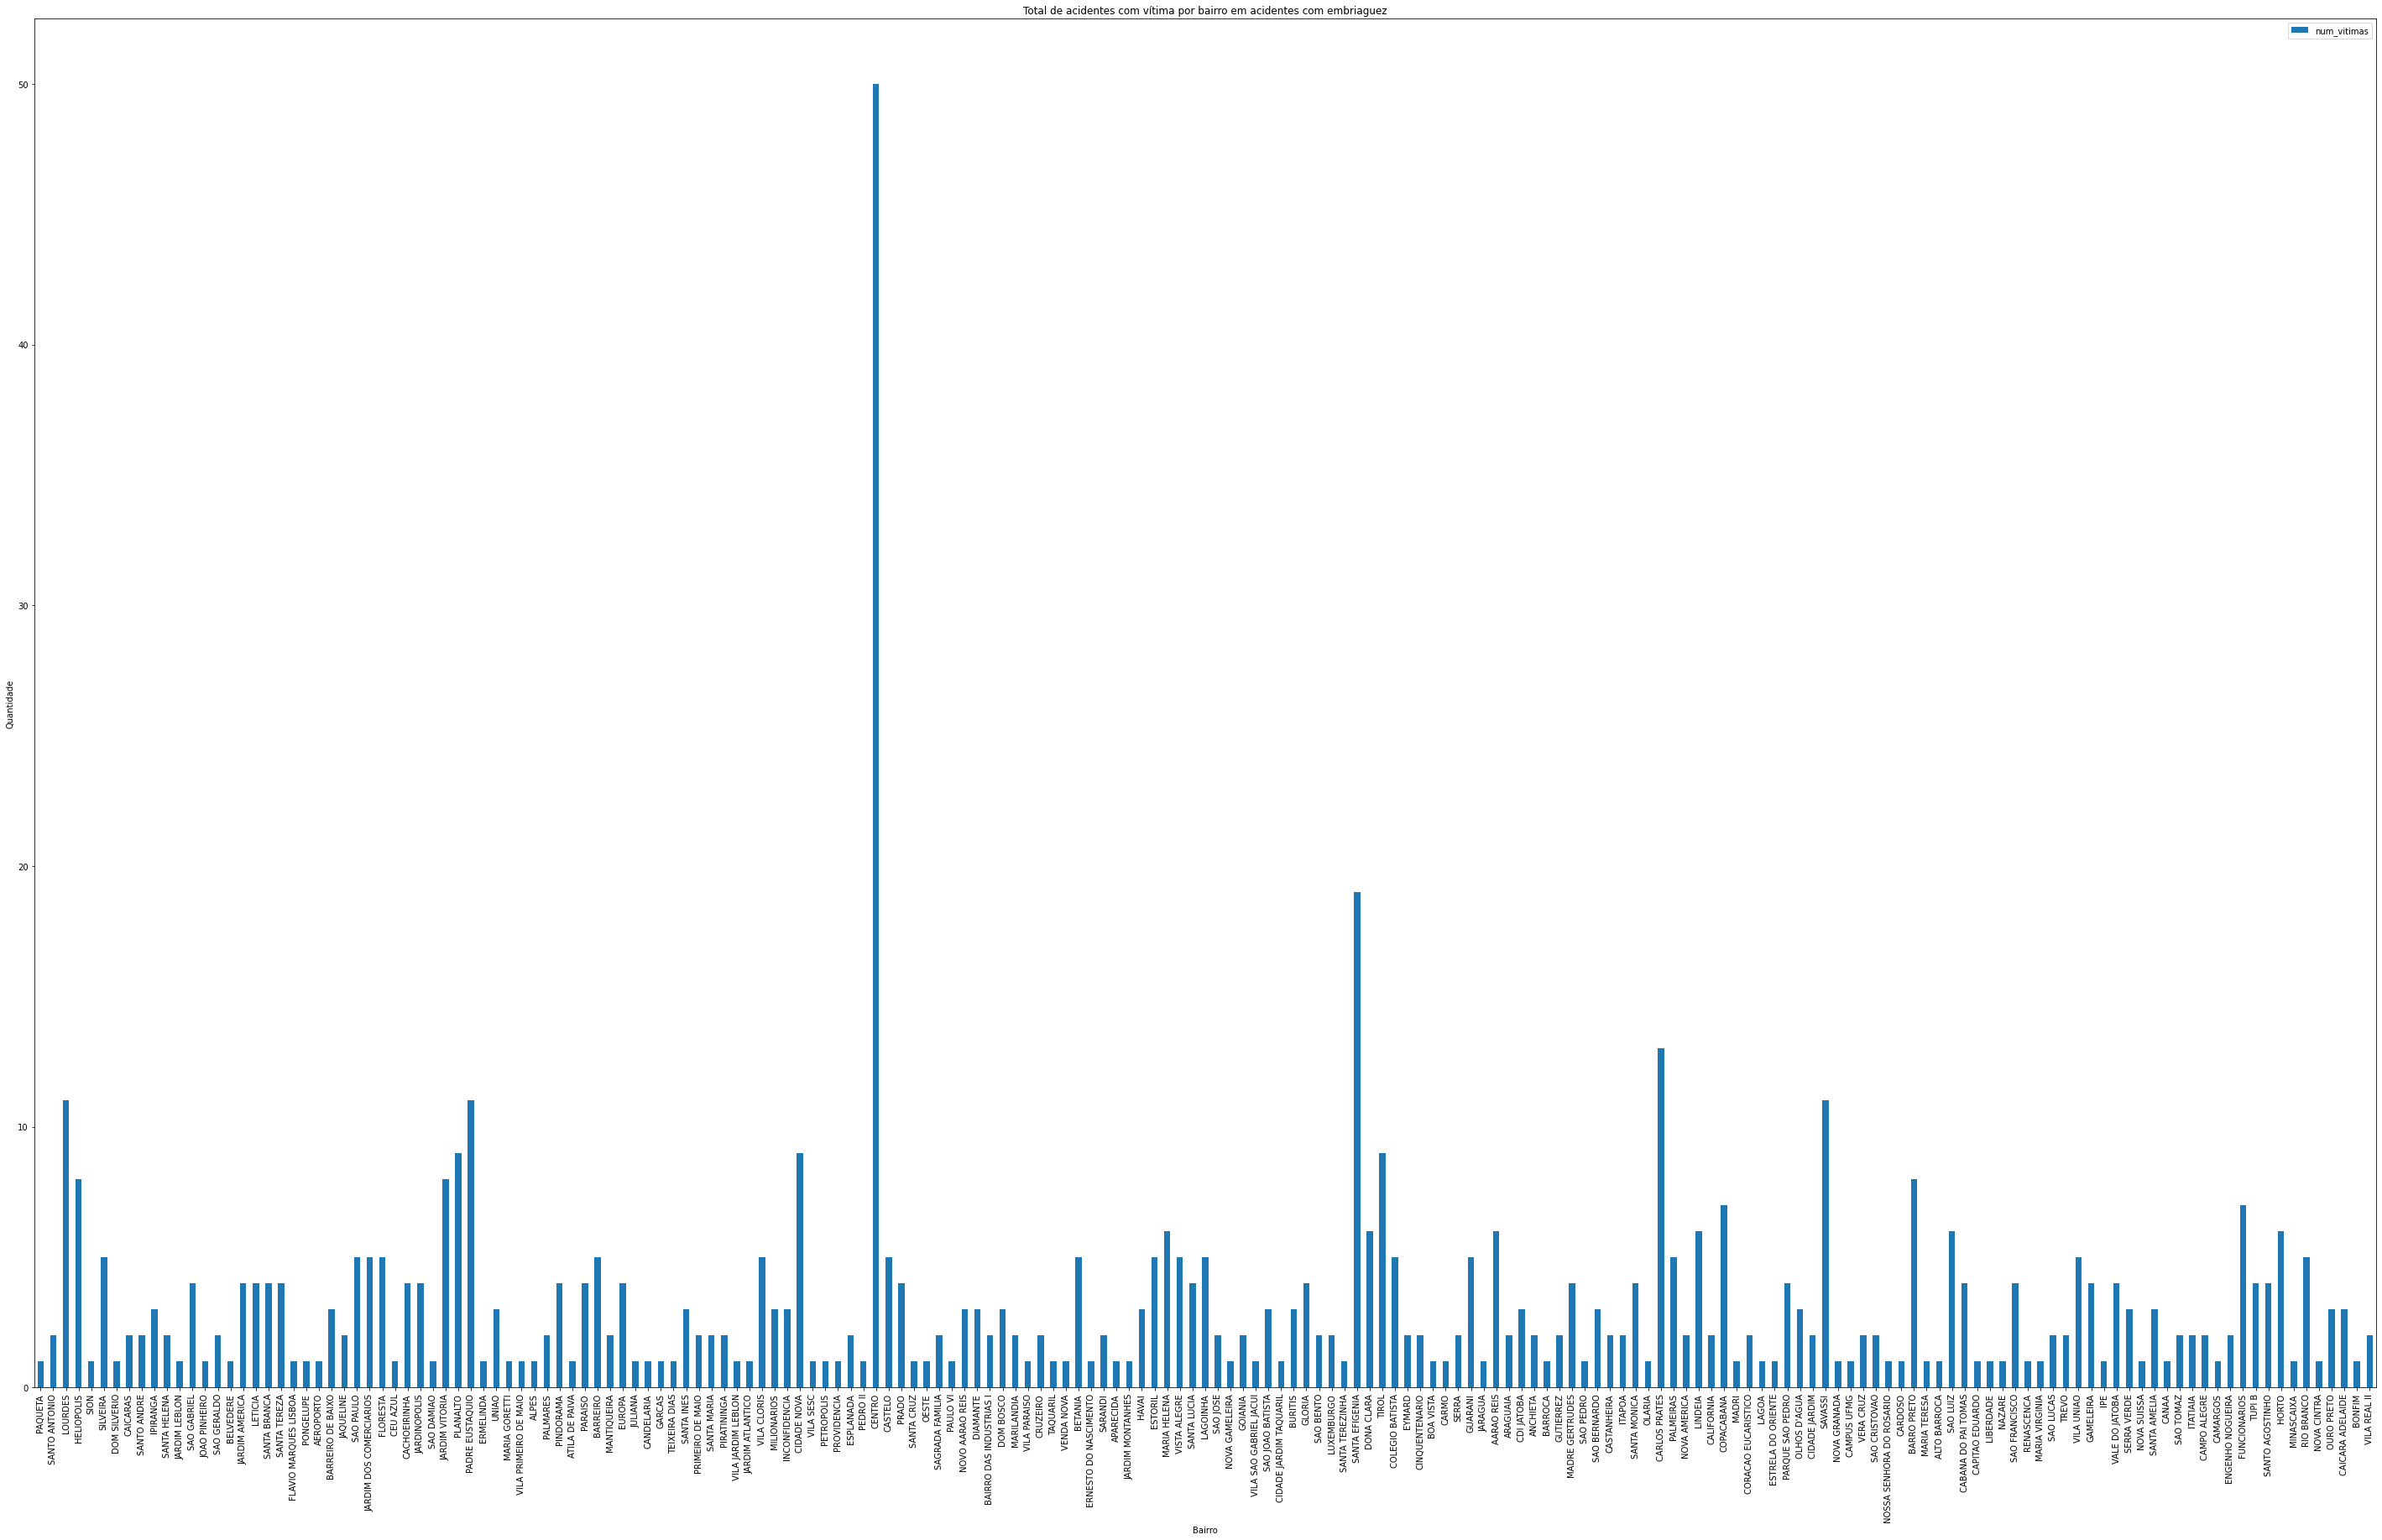 Total de acidentes com vítima por bairro em acidentes com embriaguez
num_vitimas
50
40
30
20
10
0
Quantidade
PAQUETA
SANTO ANTONIO
LOURDES
HELIOPOLIS
SION
SILVEIRA
DOM SILVERIO
CAICARAS
SANTO ANDRE
IPIRANGA
SANTA HELENA
JARDIM LEBLON
SAO GABRIEL
JOAO PINHEIRO
SAO GERALDO
BELVEDERE
JARDIM AMERICA
LETICIA
SANTA BRANCA
SANTA TEREZA
FLAVIO MARQUES LISBOA
PONGELUPE
AEROPORTO
BARREIRO DE BAIXO
JAQUELINE
SAO PAULO
JARDIM DOS COMERCIARIOS
FLORESTA
CEU AZUL
CACHOEIRINHA
JARDINOPOLIS
SAO DAMIAO
JARDIM VITORIA
PLANALTO
PADRE EUSTAQUIO
ERMELINDA
UNIAO
MARIA GORETTI
VILA PRIMEIRO DE MAIO
ALPES
PALMARES
PINDORAMA
ATILA DE PAIVA
PARAISO
BARREIRO
MANTIQUEIRA
EUROPA
JULIANA
CANDELARIA
GARCAS
TEIXEIRA DIAS
SANTA INES
PRIMEIRO DE MAIO
SANTA MARIA
PIRATININGA
VILA JARDIM LEBLON
JARDIM ATLANTICO
VILA CLORIS
MILIONARIOS
INCONFIDENCIA
CIDADE NOVA
VILA SESC
PETROPOLIS
PROVIDENCIA
ESPLANADA
PEDRO II
CENTRO
CASTELO
PRADO
SANTA CRUZ
OESTE
SAGRADA FAMILIA
PAULO VI
NOVO AARAO REIS
DIAMANTE
BAIRRO DAS INDUSTRIAS I
DOM BOSCO
MARILANDIA
VILA PARAISO
CRUZEIRO
TAQUARIL
VENDA NOVA
BETANIA
ERNESTO DO NASCIMENTO
SARANDI
APARECIDA
JARDIM MONTANHES
HAVAI
ESTORIL
MARIA HELENA
VISTA ALEGRE
SANTA LUCIA
LAGOINHA
SAO JOSE
NOVA GAMELEIRA
GOIANIA
VILA SAO GABRIEL JACUI
SAO JOAO BATISTA
CIDADE JARDIM TAQUARIL
BURITIS
GLORIA
SAO BENTO
LUXEMBURGO
SANTA TEREZINHA
SANTA EFIGENIA
DONA CLARA
TIROL
COLEGIO BATISTA
EYMARD
CINQUENTENARIO
BOA VISTA
CARMO
SERRA
GUARANI
JARAGUA
AARAO REIS
ARAGUAIA
CDI JATOBA
ANCHIETA
BARROCA
GUTIERREZ
MADRE GERTRUDES
SAO PEDRO
SAO BERNARDO
CASTANHEIRA
ITAPOA
SANTA MONICA
OLARIA
CARLOS PRATES
PALMEIRAS
NOVA AMERICA
LINDEIA
CALIFORNIA
COPACABANA
MADRI
CORACAO EUCARISTICO
LAGOA
ESTRELA DO ORIENTE
PARQUE SAO PEDRO
OLHOS D'AGUA
CIDADE JARDIM
SAVASSI
NOVA GRANADA
CAMPUS UFMG
VERA CRUZ
SAO CRISTOVAO
NOSSA SENHORA DO ROSARIO
CARDOSO
BARRO PRETO
MARIA TERESA
ALTO BARROCA
SAO LUIZ
CABANA DO PAI TOMAS
CAPITAO EDUARDO
LIBERDADE
NAZARE
SAO FRANCISCO
RENASCENCA
MARIA VIRGINIA
SAO LUCAS
TREVO
VILA UNIAO
GAMELEIRA
VALE DO JATOBA
IPE
SERRA VERDE
NOVA SUISSA
SANTA AMELIA
CANAA
SAO TOMAZ
ITATIAIA
CAMPO ALEGRE
CAMARGOS
ENGENHO NOGUEIRA
FUNCIONARIOS
TUPI B
SANTO AGOSTINHO
HORTO
MINASCAIXA
RIO BRANCO
NOVA CINTRA
OURO PRETO
CAICARA ADELAIDE
BONFIM
VILA REAL II
Bairro